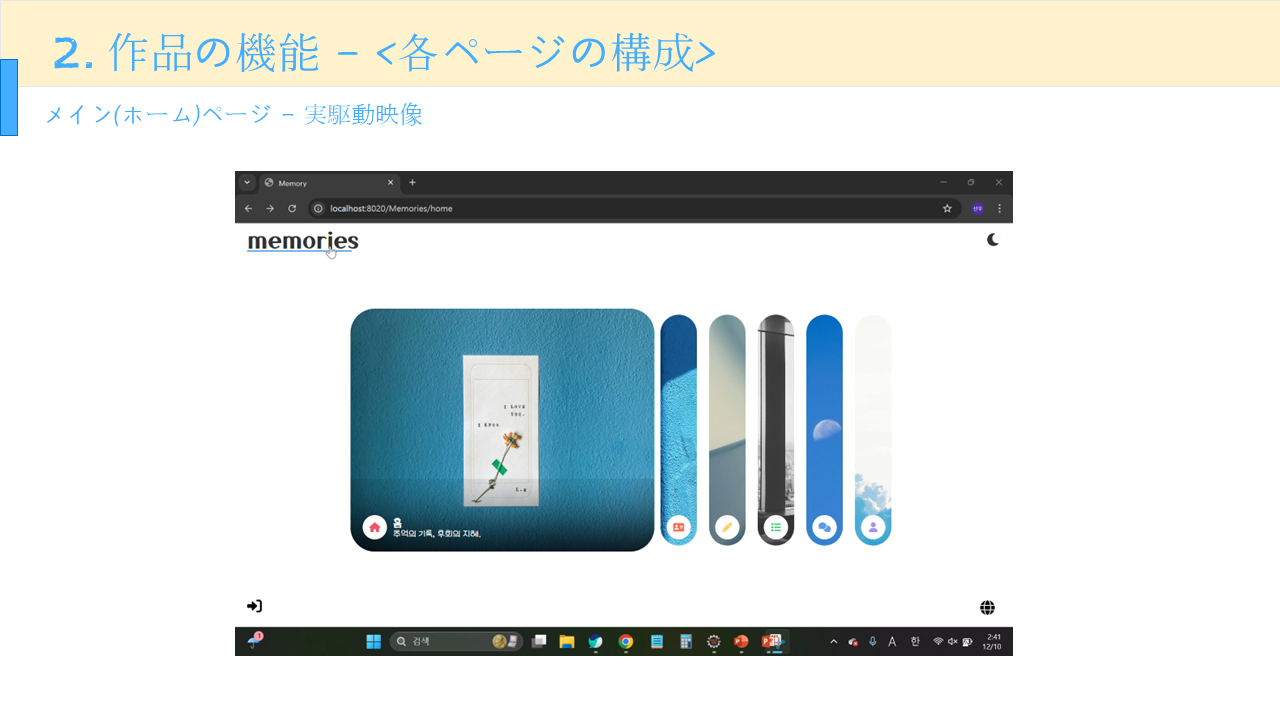 2. 作品の機能 – <各ページの構成>
メイン(ホーム)ページ – 実駆動映像
Memory
localhost:8020/Memories/home
memories
I LOVE
YOU.
I KNOW.
홈
추억의 기록, 후회의 지혜.
1
검색
A 한
2:41
12/10